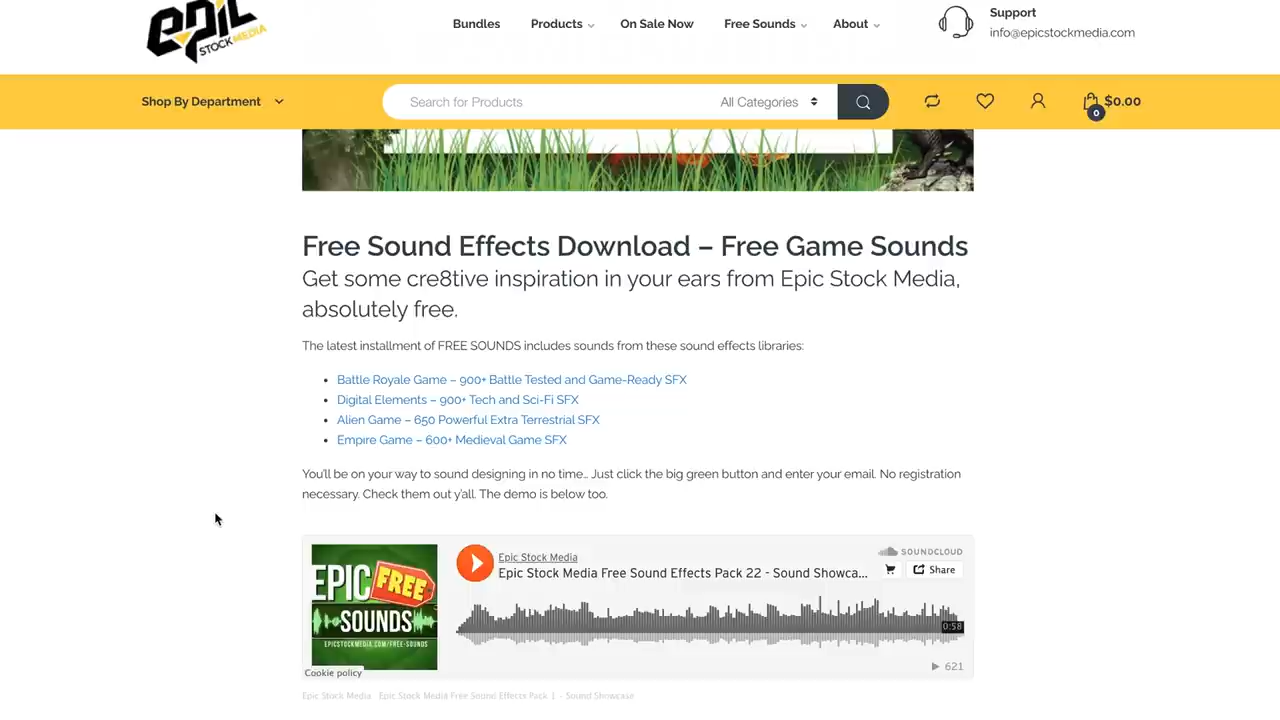 epic
STOCKMEDIA
Bundles
Products
On Sale Now
Free Sounds
About
Support
info@epicstockmedia.com
Shop By Department
Search for Products
All Categories
0
$0.00
Free Sound Effects Download – Free Game Sounds
Get some cre8tive inspiration in your ears from Epic Stock Media,
absolutely free.
The latest installment of FREE SOUNDS includes sounds from these sound effects libraries:
• Battle Royale Game – 900+ Battle Tested and Game-Ready SFX
• Digital Elements – 900+ Tech and Sci-Fi SFX
• Alien Game – 650 Powerful Extra Terrestrial SFX
• Empire Game – 600+ Medieval Game SFX
You'll be on your way to sound designing in no time… Just click the big green button and enter your email. No registration
necessary. Check them out y'all. The demo is below too.
EPIC FREE
SOUNDS
EPICSTOCKMEDIA.COM/FREE-SOUNDS
Cookie policy
Epic Stock Media
Epic Stock Media Free Sound Effects Pack 22 - Sound Showca...
SOUNDCLOUD
Share
0:58
621
Epic Stock Media · Epic Stock Media Free Sound Effects Pack 1 - Sound Showcase